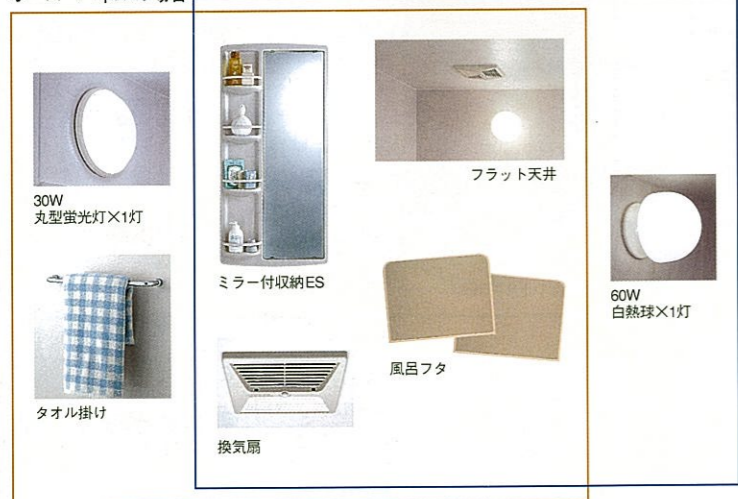 30W
丸型蛍光灯×1灯
タオル掛け
ミラー付収納ES
換気扇
フラット天井
風呂フタ
60W
白熱球×1灯